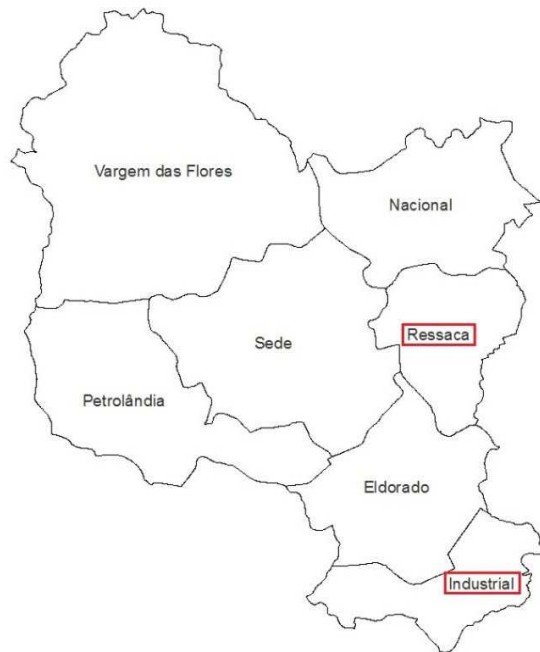 Vargem das Flores
Nacional
Ressaca
Sede
Petrolândia
Eldorado
Industrial